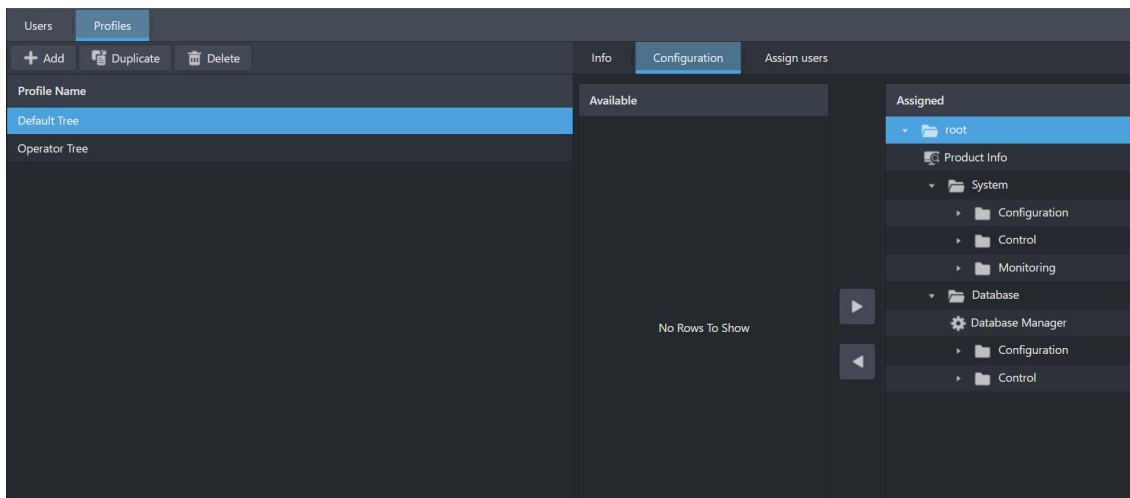 Users Profiles
Add Duplicate Delete
Profile Name
Default Tree
Operator Tree
Info Configuration Assign users
Available
No Rows To Show
Assigned
root
Product Info
System
Configuration
Control
Monitoring
Database
Database Manager
Configuration
Control